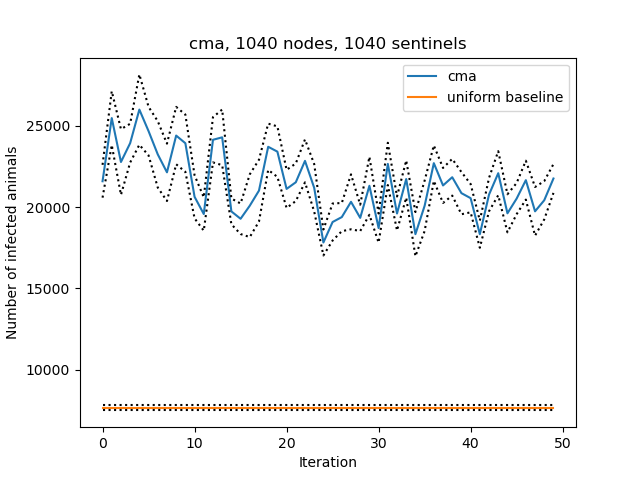 cma, 1040 nodes, 1040 sentinels
cma
uniform baseline
Number of infected animals
25000
20000
15000
10000
0 10 20 30 40 50
Iteration